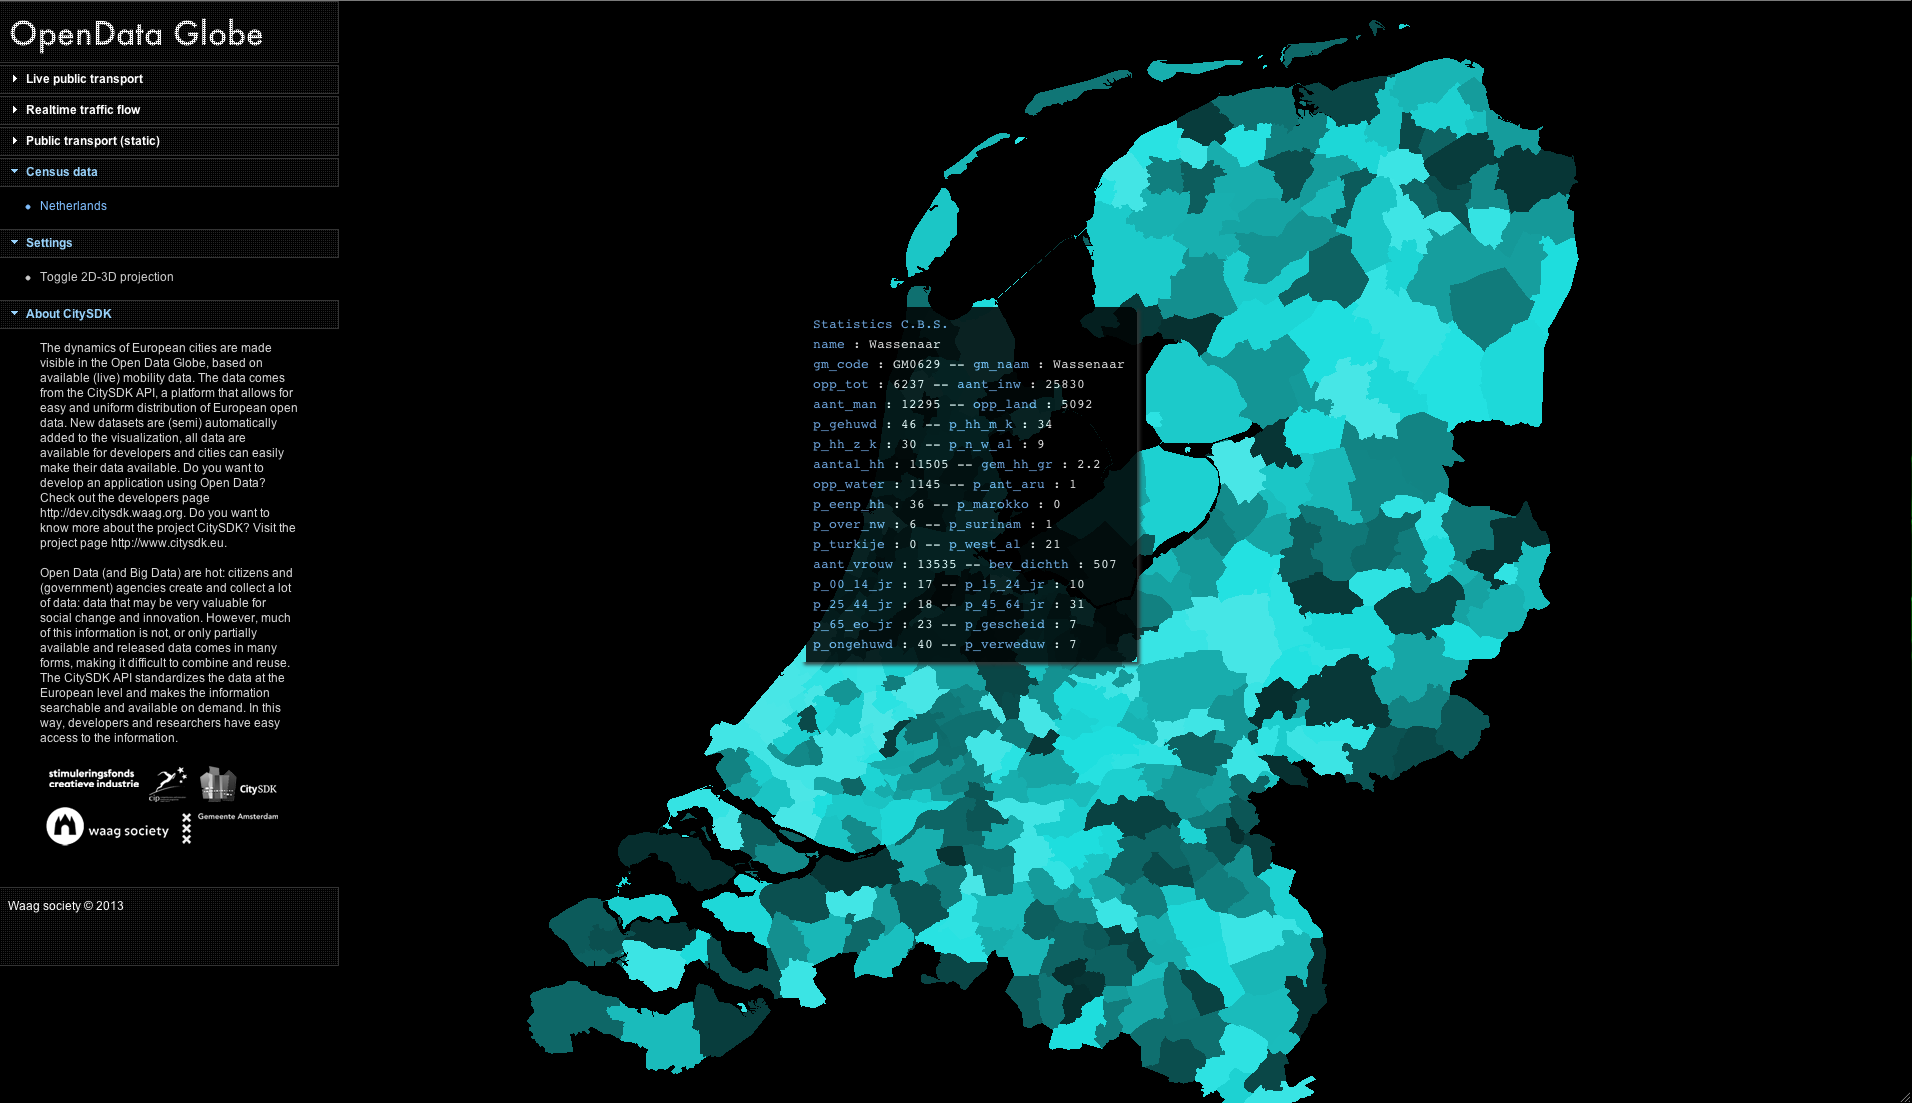 OpenData Globe
Live public transport
Realtime traffic flow
Public transport (static)
Census data
Netherlands
Settings
Toggle 2D-3D projection
About CitySDK
The dynamics of European cities are made
visible in the Open Data Globe, based on
available (live) mobility data. The data comes
from the CitySDK API, a platform that allows for
easy and uniform distribution of European open
data. New datasets are (semi) automatically
added to the visualization, all data are
available for developers and cities can easily
make their data available. Do you want to
develop an application using Open Data?
Check out the developers page
http://dev.citysdk.waag.org. Do you want to
know more about the project CitySDK? Visit the
project page http://www.citysdk.eu.
Open Data (and Big Data) are hot: citizens and
(government) agencies create and collect a lot
of data: data that may be very valuable for
social change and innovation. However, much
of this information is not, or only partially
available and released data comes in many
forms, making it difficult to combine and reuse.
The CitySDK API standardizes the data at the
European level and makes the information
searchable and available on demand. In this
way, developers and researchers have easy
access to the information.
stimuleringsfonds
creatieve industrie
cip
CitySDK
waag society
Gemeente Amsterdam
Waag society © 2013
Statistics C.B.S.
name : Wassenaar
gm_code : GM0629 -- gm_naam : Wassenaar
opp_tot : 6237 -- aant_inw : 25830
aant_man : 12295 -- opp_land : 5092
p_gehuwd : 46 -- p_hh_m_k : 34
p_hh_z_k : 30 -- p_n_w_al : 9
aantal_hh : 11505 -- gem_hh_gr : 2.2
opp_water : 1145 -- p_ant_aru : 1
p_eenp_hh : 36 -- p_marokko : 0
p_over_nw : 6 -- p_surinam : 1
p_turkije : 0 -- p_west_al : 21
aant_vrouw : 13535 -- bev_dichth : 507
p_00_14_jr : 17 -- p_15_24_jr : 10
p_25_44_jr : 18 -- p_45_64_jr : 31
p_65_eo_jr : 23 -- p_gescheid : 7
p_ongehuwd : 40 -- p_verweduw : 7